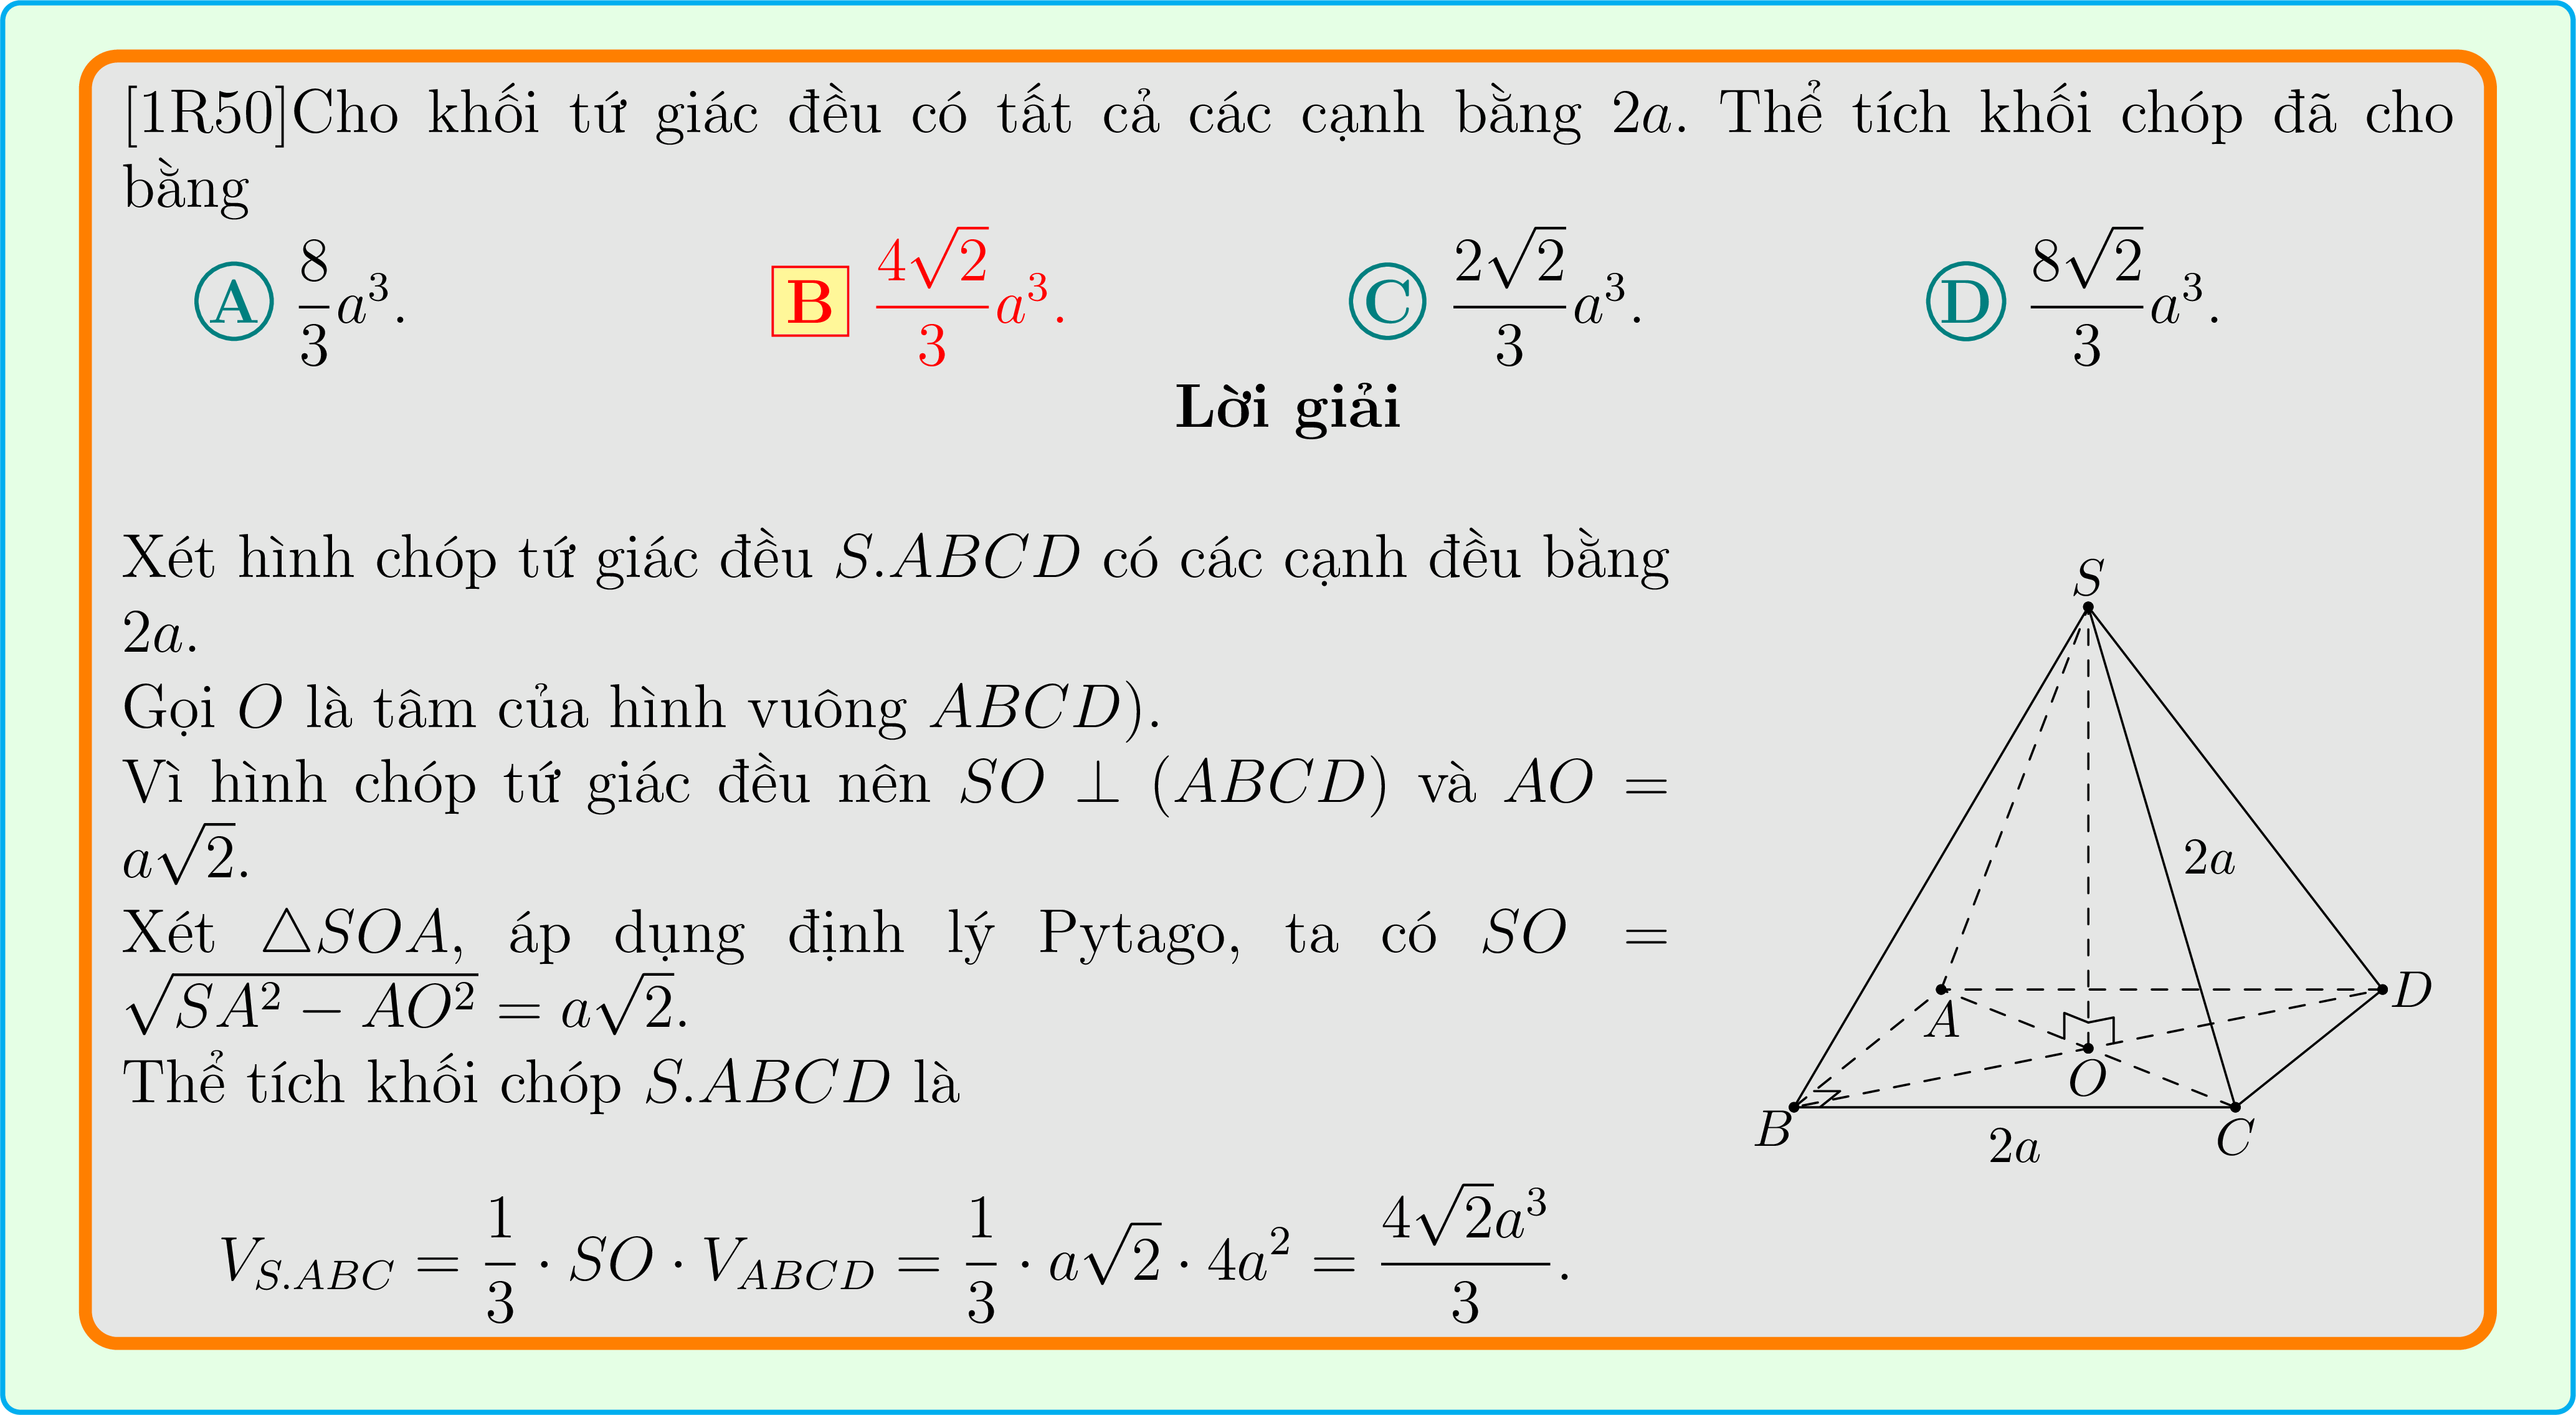 [1R50]Cho khối tứ giác đều có tất cả các cạnh bằng 2a. Thể tích khối chóp đã cho
bằng
A $\frac{8}{3}a^3$. B $\frac{4\sqrt{2}}{3}a^3$. C $\frac{2\sqrt{2}}{3}a^3$. D $\frac{8\sqrt{2}}{3}a^3$.
Lời giải
Xét hình chóp tứ giác đều S.ABCD có các cạnh đều bằng
2a.
Gọi O là tâm của hình vuông ABCD).
Vì hình chóp tứ giác đều nên SO ⊥ (ABCD) và AO =
$a\sqrt{2}$.
Xét △SOA, áp dụng định lý Pytago, ta có SO =
$\sqrt{SA^2 - AO^2} = a\sqrt{2}$.
Thể tích khối chóp S.ABCD là
$V_{S.ABC} = \frac{1}{3} \cdot SO \cdot V_{ABCD} = \frac{1}{3} \cdot a\sqrt{2} \cdot 4a^2 = \frac{4\sqrt{2}a^3}{3}$.
S
2a
A
D
O
B
2a
C